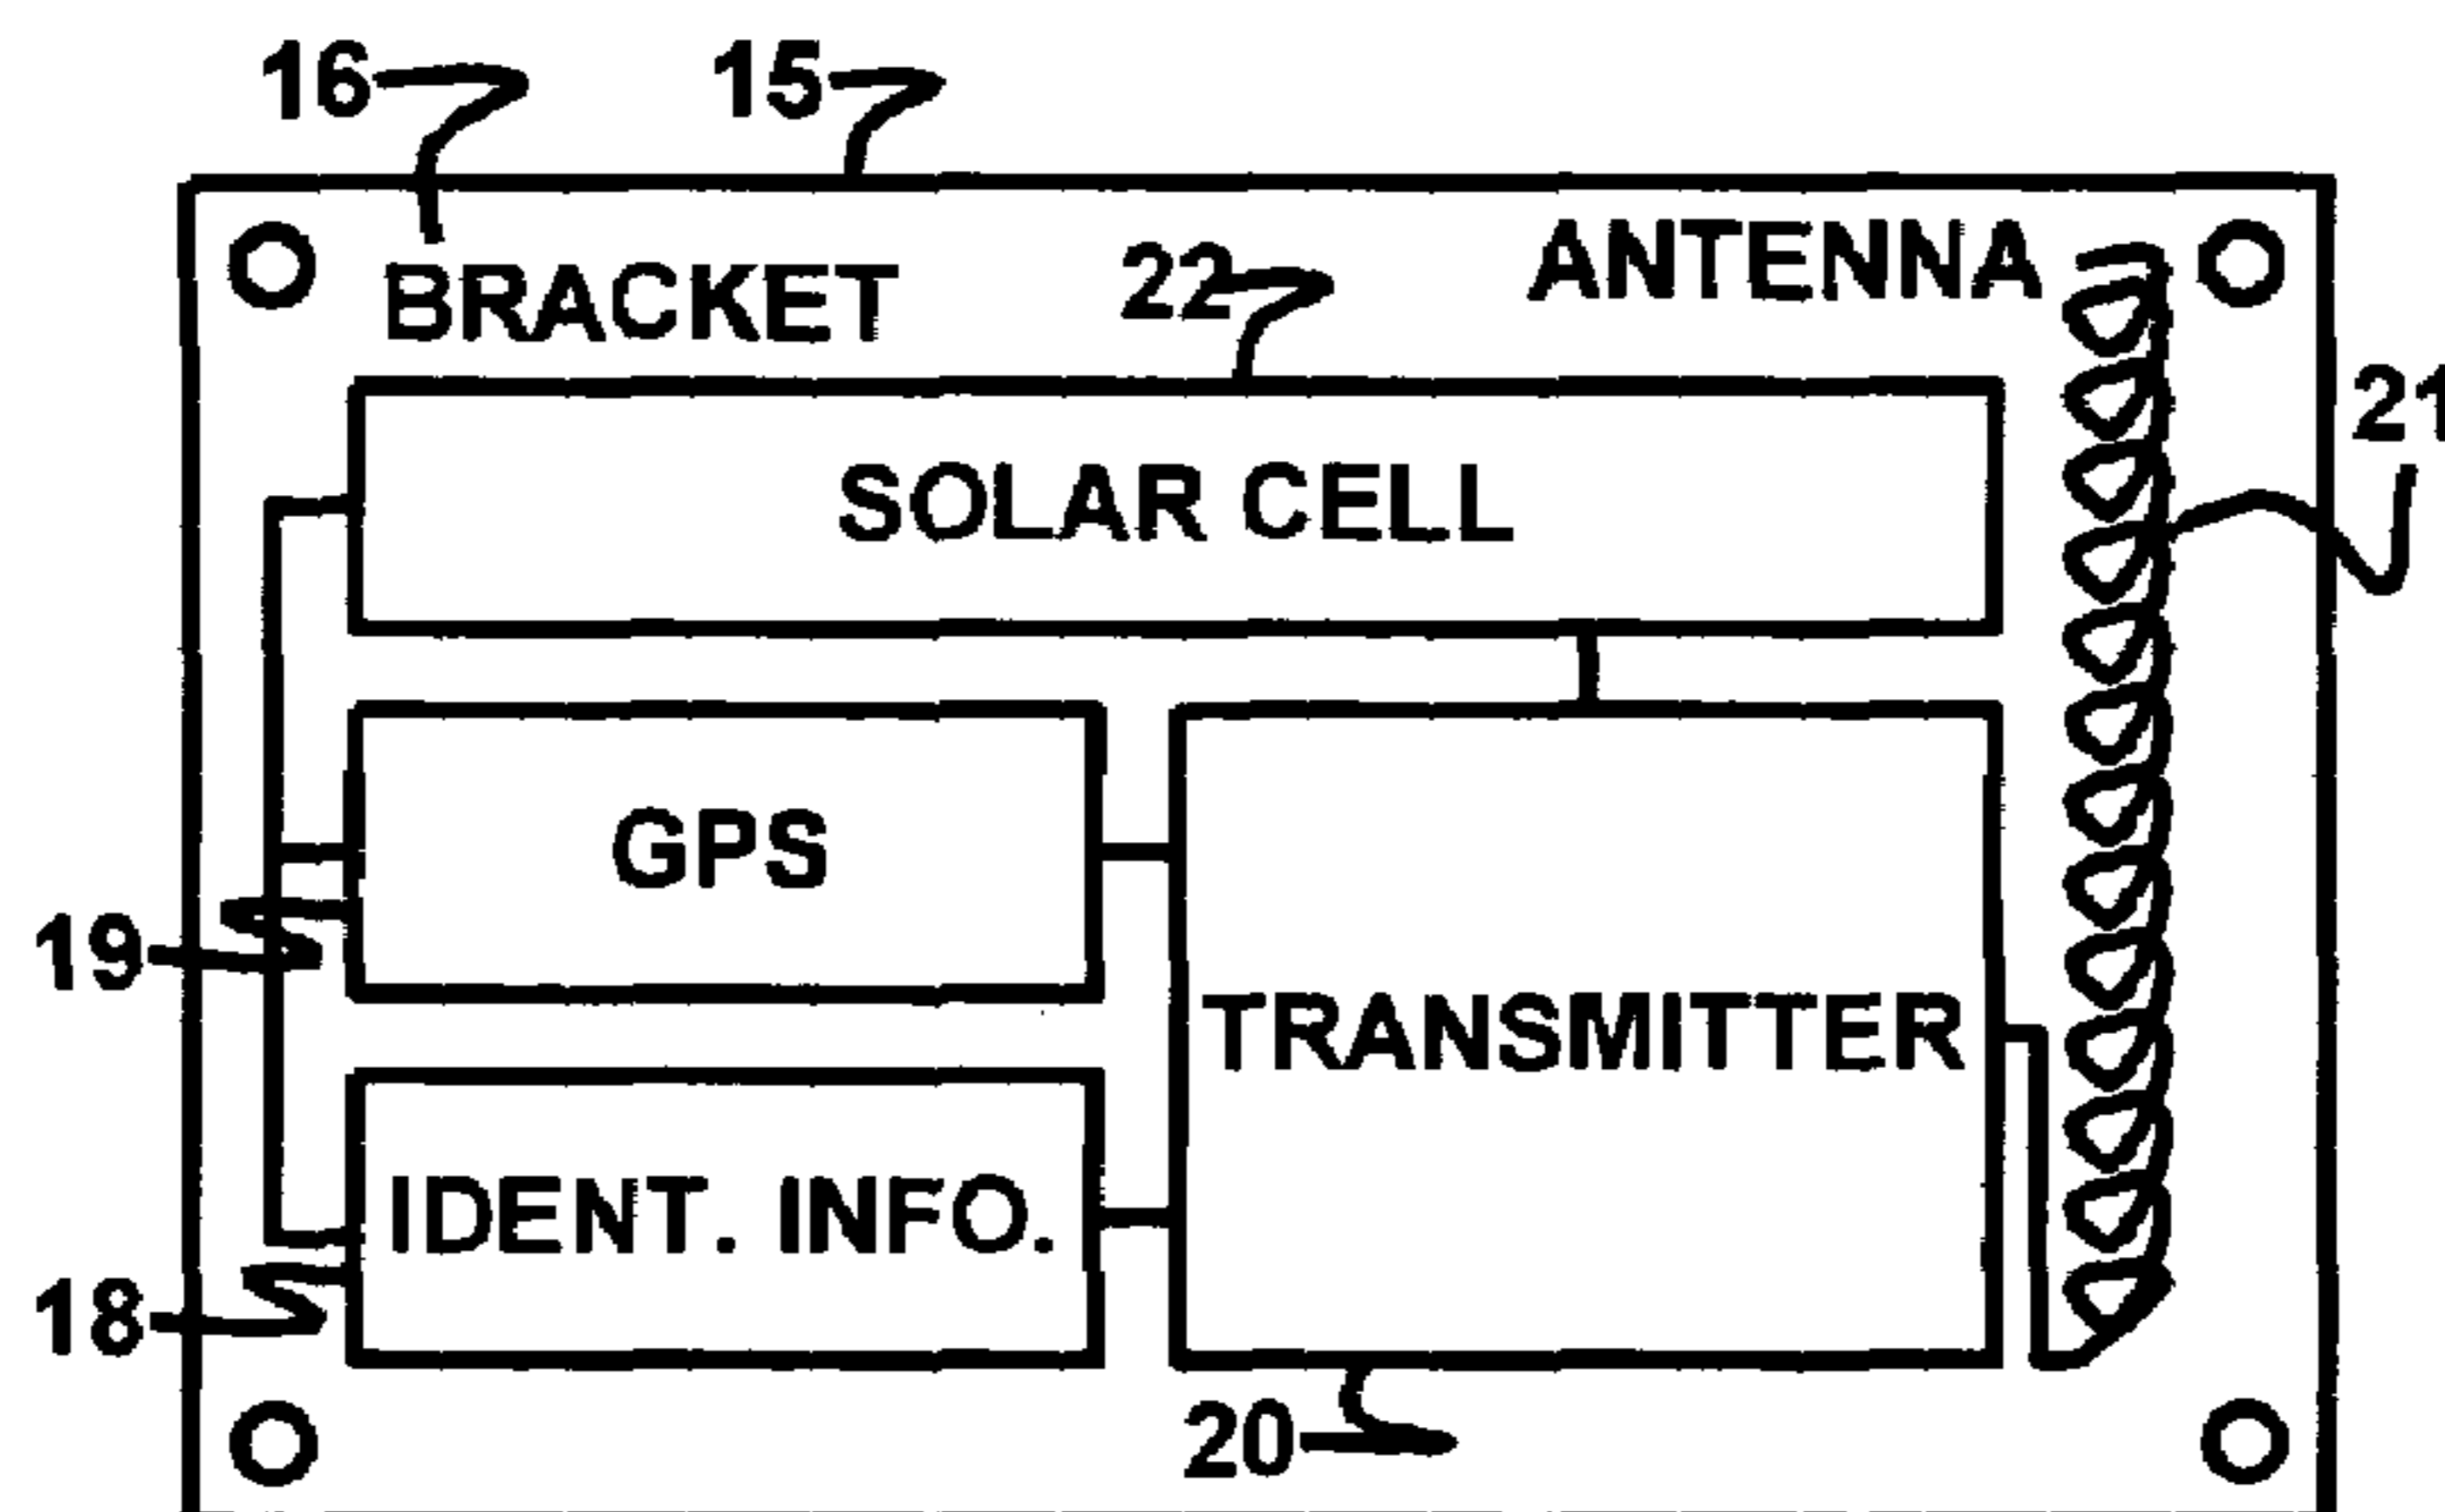 16 15
ANTENNA
BRACKET 22
21
SOLAR CELL
GPS
19
TRANSMITTER
IDENT. INFO.
18
20